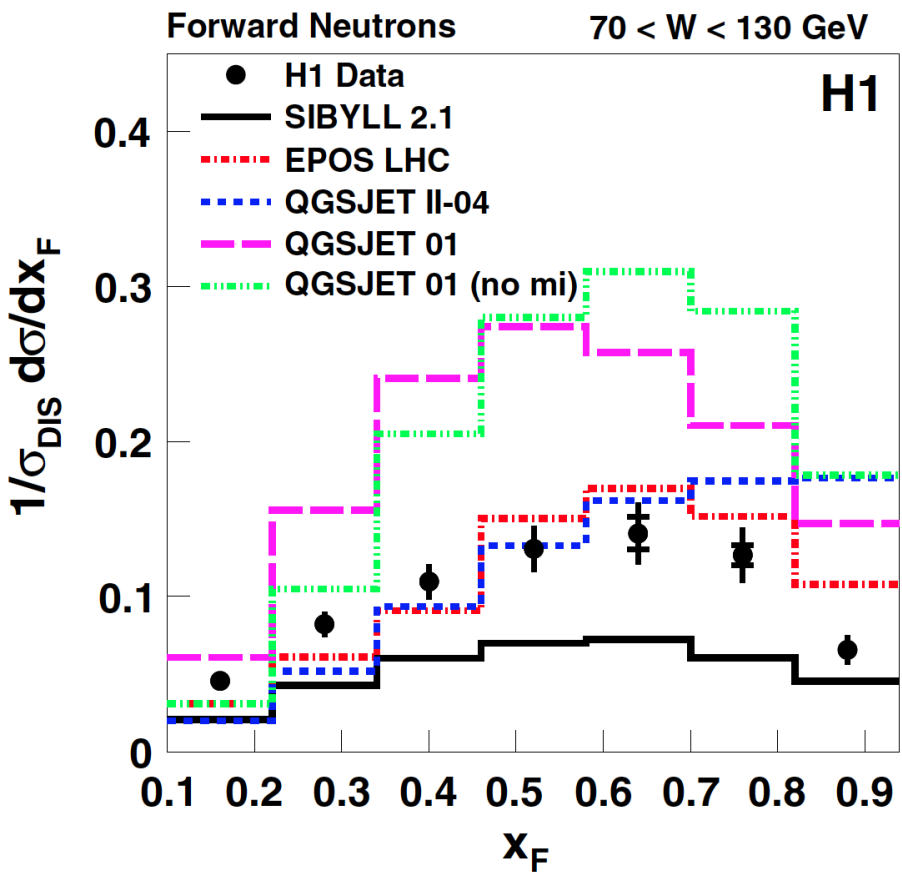 Forward Neutrons 70 < W < 130 GeV
H1
H1 Data
SIBYLL 2.1
EPOS LHC
QGSJET II-04
QGSJET 01
QGSJET 01 (no mi)
1/σDIS dσ/dxF
0.4
0.3
0.2
0.1
0
0.1 0.2 0.3 0.4 0.5 0.6 0.7 0.8 0.9
xF